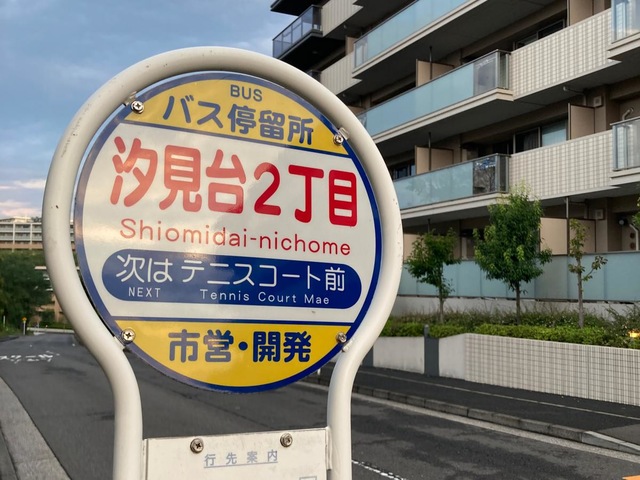 BUS
バス停留所
汐見台2丁目
Shiomidai-nichome
次は テニスコート前
NEXT Tennis Court Mae
市営・開発
行先案内